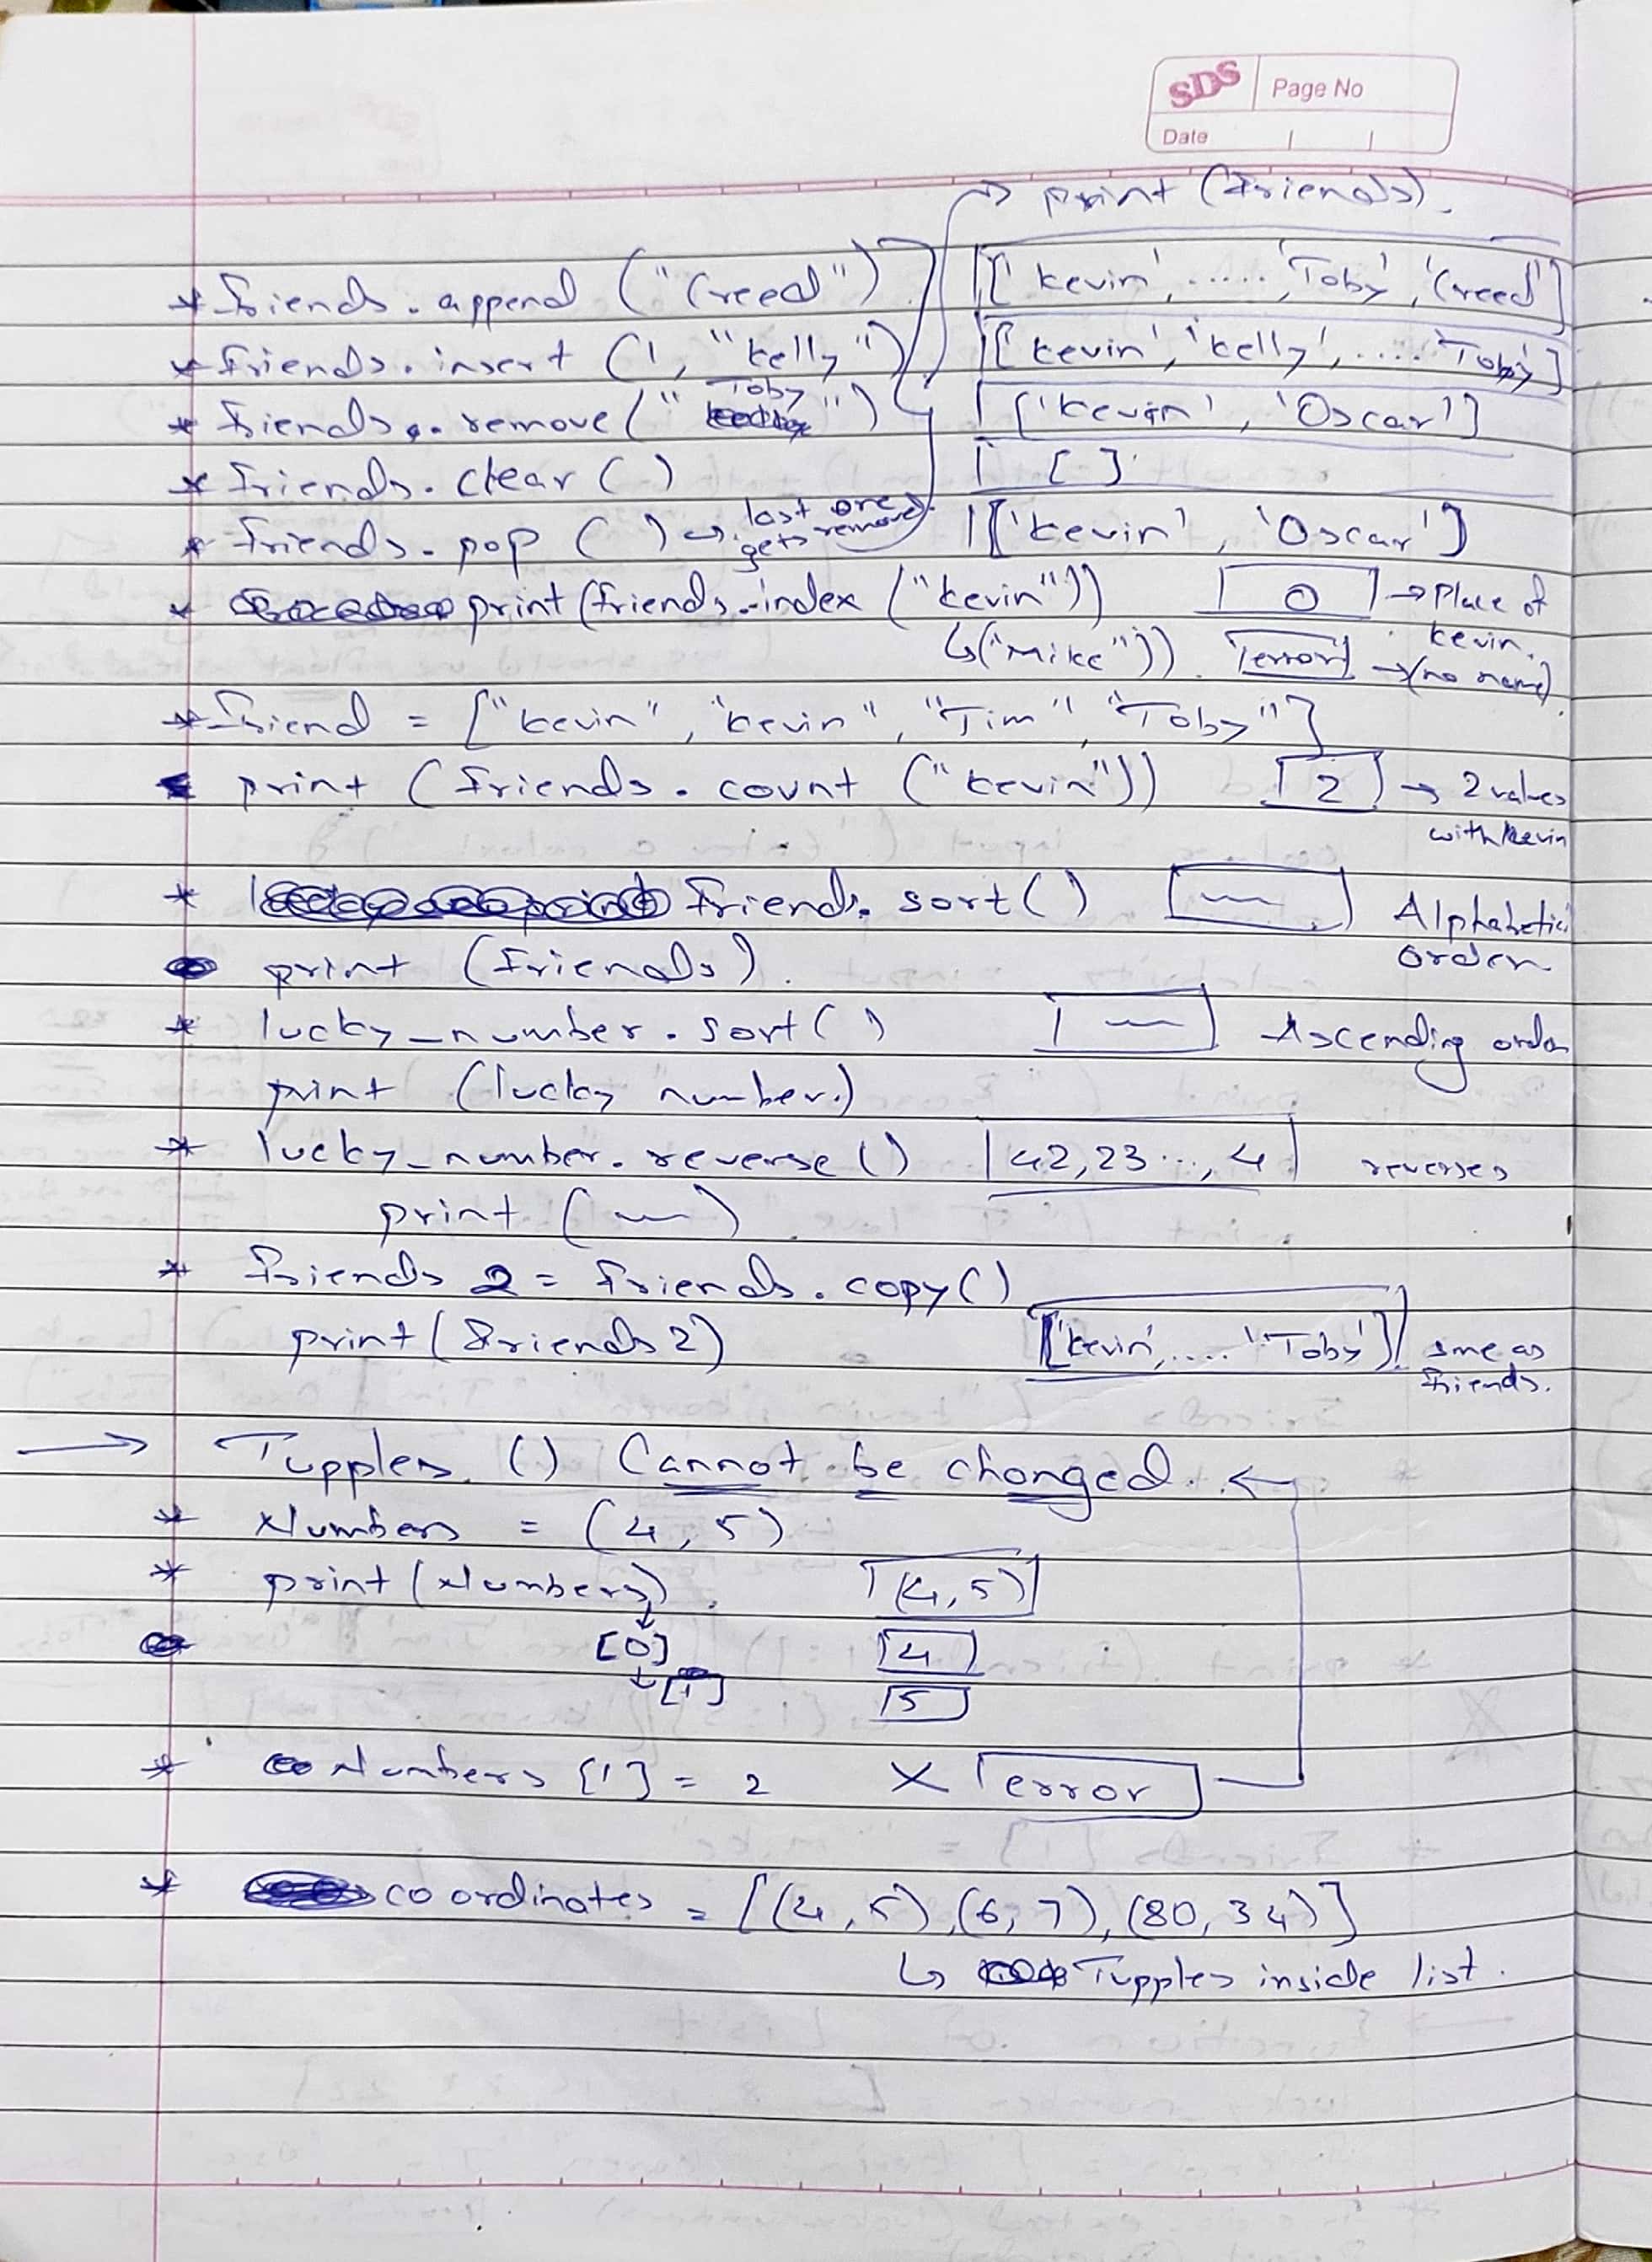 SDS Page No
Date
→ print (friends).
* friends.append ("Creed") ['kevin', ..... , 'Toby', 'Creed']
* friends.insert (1, "kelly") ['kevin', 'kelly', .... 'Toby']
* friends.remove ("Toby") ['kevin', 'Oscar']
* friends.clear () [ ]
* friends.pop () → last one gets removed ['kevin', 'Oscar']
* print(friends.index ("kevin")) 0 → Place of kevin.
↳ ("mike")) error → (no name)
* friend = ["kevin", "kevin", "Tim", "Toby"]
print (friends.count ("kevin")) 2 → 2 values with kevin
* friends.sort () Alphabetic order
print (friends).
* lucky_number.sort () Ascending order
print (lucky number.)
* lucky_number.reverse () 42,23...,4 reverses
print ( )
* friends 2 = friends.copy()
print (friends 2) ['kevin', .... 'Toby'] sme as friends.
→ Tupples () Cannot be changed. ←
* Numbers = (4, 5)
* print (Numbers) (4, 5)
[0] 4
[1] 5
* Numbers [1] = 2 X error
* coordinates = [(4, 5), (6, 7), (80, 34)]
↳ Tupples inside list.